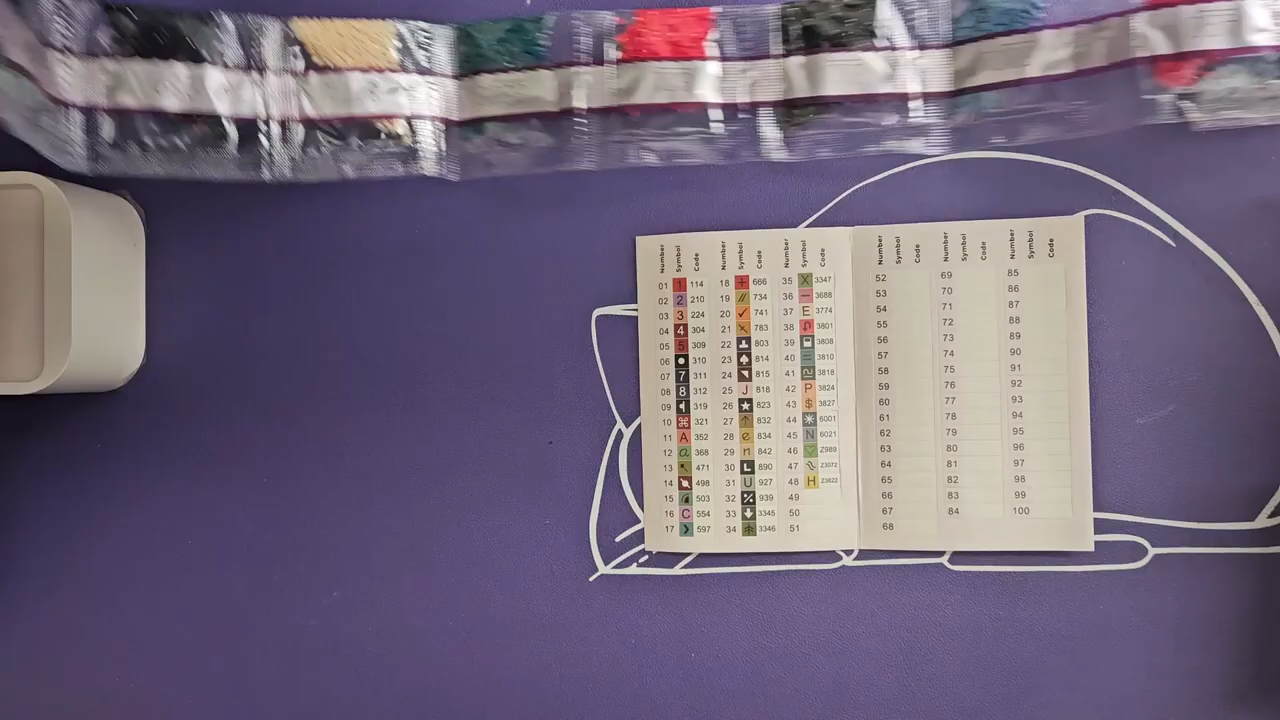 Number Symbol Code Number Symbol Code Number Symbol Code
01 1 114 18 + 666 35 X 3347
02 2 210 19 // 734 36 — 3688
03 3 224 20 ✓ 741 37 E 3774
04 4 304 21 783 38 3801
05 5 309 22 803 39 3808
06 ● 310 23 ♠ 814 40 = 3810
07 7 311 24 ◥ 815 41 3818
08 8 312 25 J 818 42 P 3824
09 319 26 ★ 823 43 $ 3827
10 ⌘ 321 27 ↑ 832 44 6001
11 A 352 28 e 834 45 N 6021
12 a 368 29 n 842 46 Z989
13 471 30 L 890 47 Z3072
14 498 31 U 927 48 H Z3822
15 503 32 939 49
16 C 554 33 3345 50
17 597 34 3346 51
Number Symbol Code Number Symbol Code Number Symbol Code
52 69 85
53 70 86
54 71 87
55 72 88
56 73 89
57 74 90
58 75 91
59 76 92
60 77 93
61 78 94
62 79 95
63 80 96
64 81 97
65 82 98
66 83 99
67 84 100
68